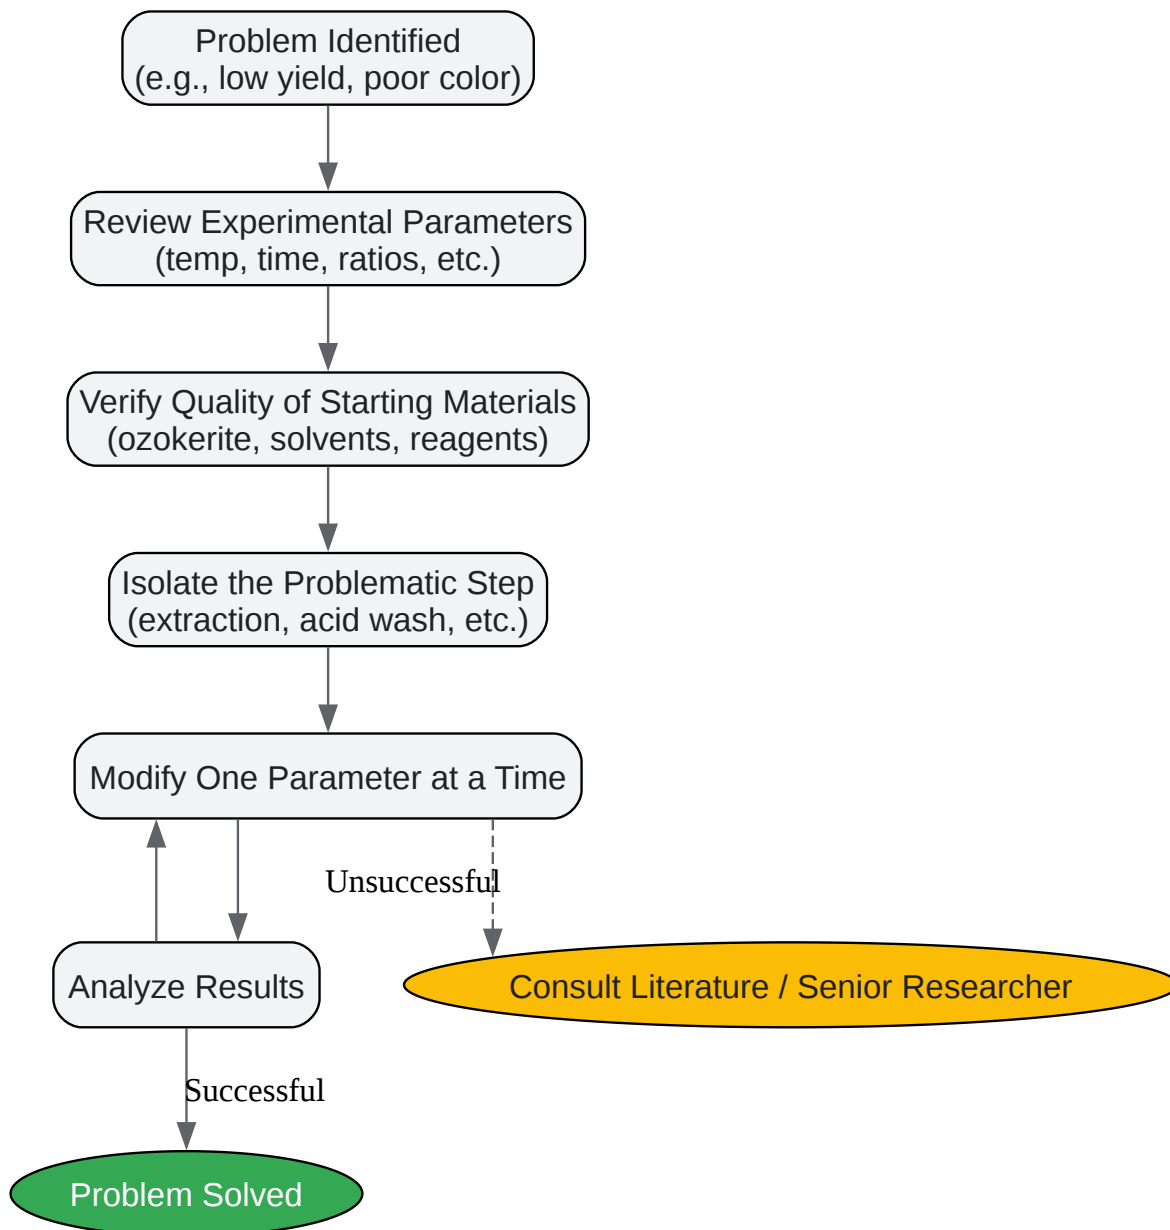 Problem Identified
(e.g., low yield, poor color)
Review Experimental Parameters
(temp, time, ratios, etc.)
Verify Quality of Starting Materials
(ozokerite, solvents, reagents)
Isolate the Problematic Step
(extraction, acid wash, etc.)
Modify One Parameter at a Time
Unsuccessful
Analyze Results
Consult Literature / Senior Researcher
Successful
Problem Solved